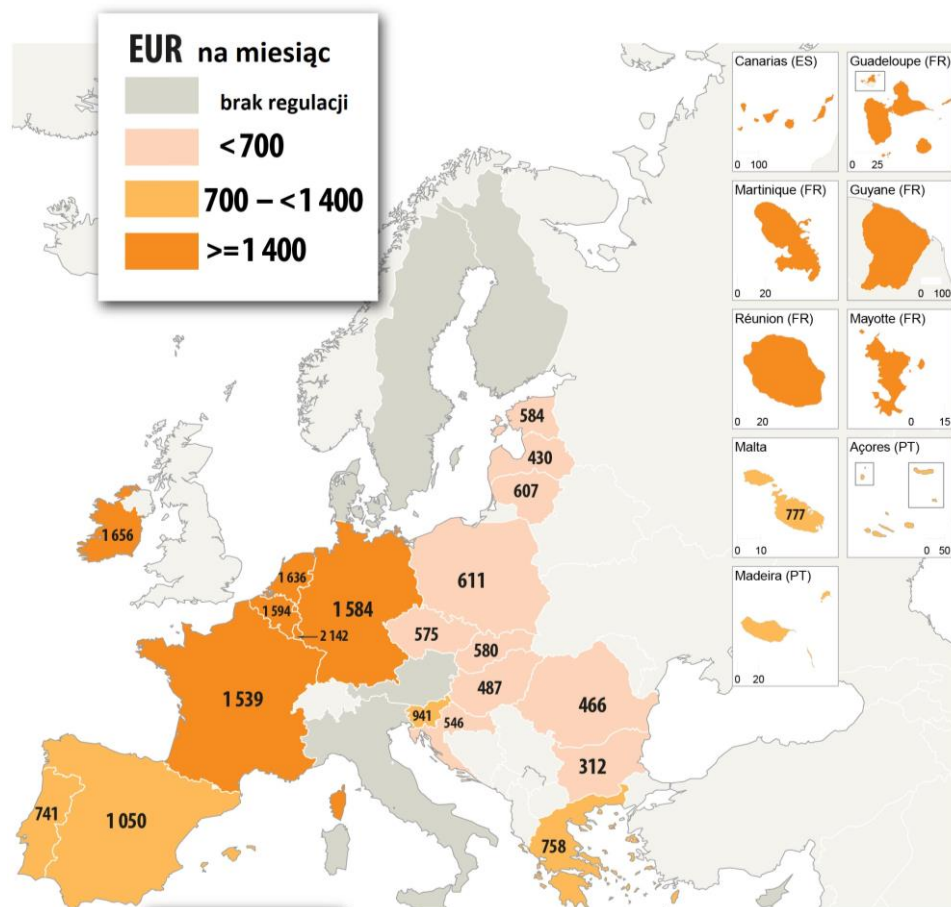 EUR na miesiąc
brak regulacji
<700
700 – <1 400
>=1 400
Canarias (ES)
0 100
Guadeloupe (FR)
0 25
Martinique (FR)
0 20
Guyane (FR)
0 100
Réunion (FR)
0 20
Mayotte (FR)
0 15
Malta
777
0 10
Açores (PT)
0 50
Madeira (PT)
0 20
584
430
607
1 656
1 636
1 594
2 142
1 584
611
575
580
1 539
487
466
941
546
312
741
1 050
758